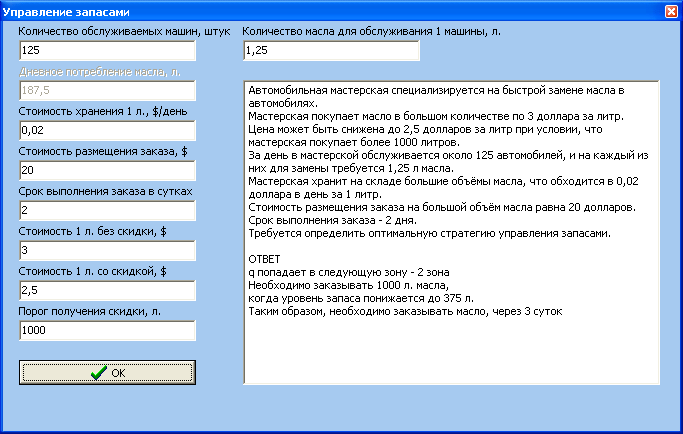 Управление запасами
Количество обслуживаемых машин, штук
Количество масла для обслуживания 1 машины, л.
125
1,25
Дневное потребление масла, л.
187,5
Стоимость хранения 1 л., $/день
0,02
Стоимость размещения заказа, $
20
Срок выполнения заказа в сутках
2
Стоимость 1 л. без скидки, $
3
Стоимость 1 л. со скидкой, $
2,5
Порог получения скидки, л.
1000
OK
Автомобильная мастерская специализируется на быстрой замене масла в
автомобилях.
Мастерская покупает масло в большом количестве по 3 доллара за литр.
Цена может быть снижена до 2,5 долларов за литр при условии, что
мастерская покупает более 1000 литров.
За день в мастерской обслуживается около 125 автомобилей, и на каждый из
них для замены требуется 1,25 л масла.
Мастерская хранит на складе большие объёмы масла, что обходится в 0,02
доллара в день за 1 литр.
Стоимость размещения заказа на большой объём масла равна 20 долларов.
Срок выполнения заказа - 2 дня.
Требуется определить оптимальную стратегию управления запасами.
ОТВЕТ
q попадает в следующую зону - 2 зона
Необходимо заказывать 1000 л. масла,
когда уровень запаса понижается до 375 л.
Таким образом, необходимо заказывать масло, через 3 суток